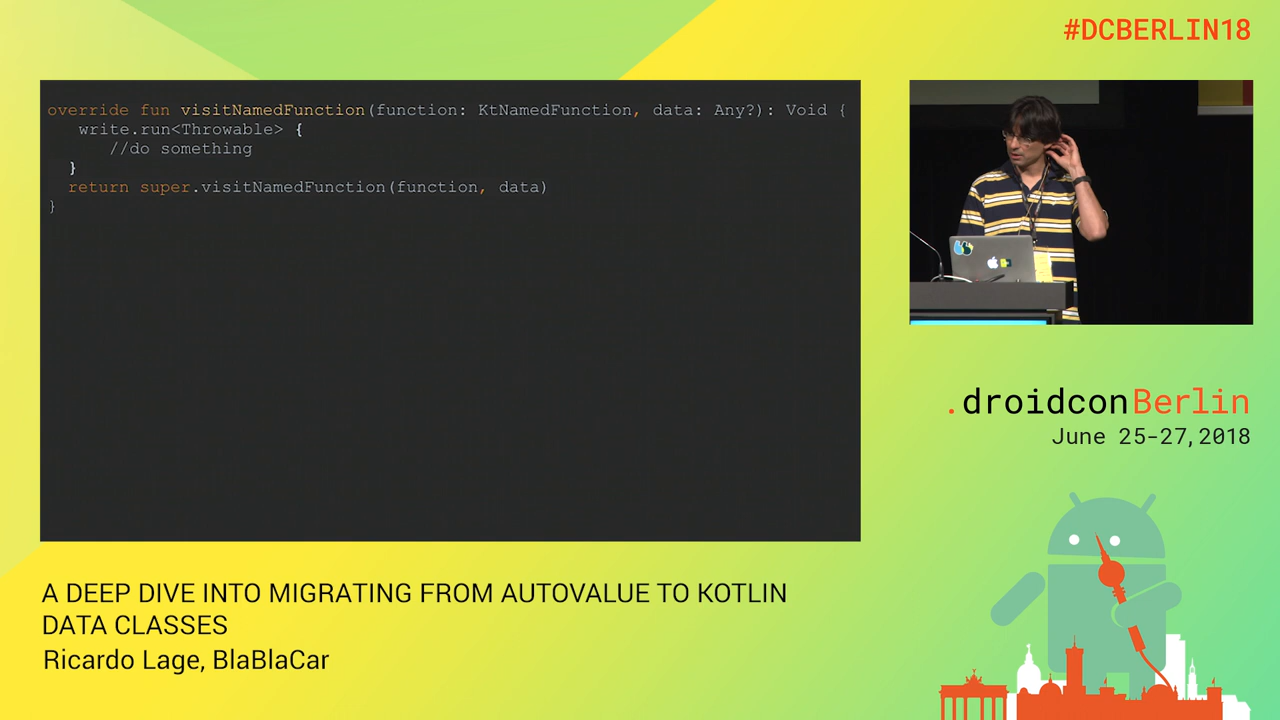 #DCBERLIN18
override fun visitNamedFunction(function: KtNamedFunction, data: Any?): Void {
write.run<Throwable> {
//do something
}
return super.visitNamedFunction(function, data)
}
.droidconBerlin
June 25-27, 2018
A DEEP DIVE INTO MIGRATING FROM AUTOVALUE TO KOTLIN
DATA CLASSES
Ricardo Lage, BlaBlaCar